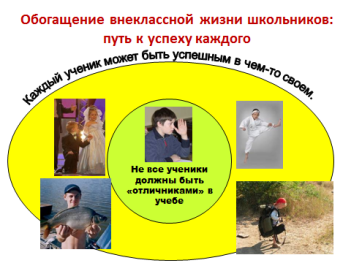 Обогащение внеклассной жизни школьников:
путь к успеху каждого
Каждый ученик может быть успешным в чем-то своем.
Не все ученики
должны быть
«отличниками» в
учебе